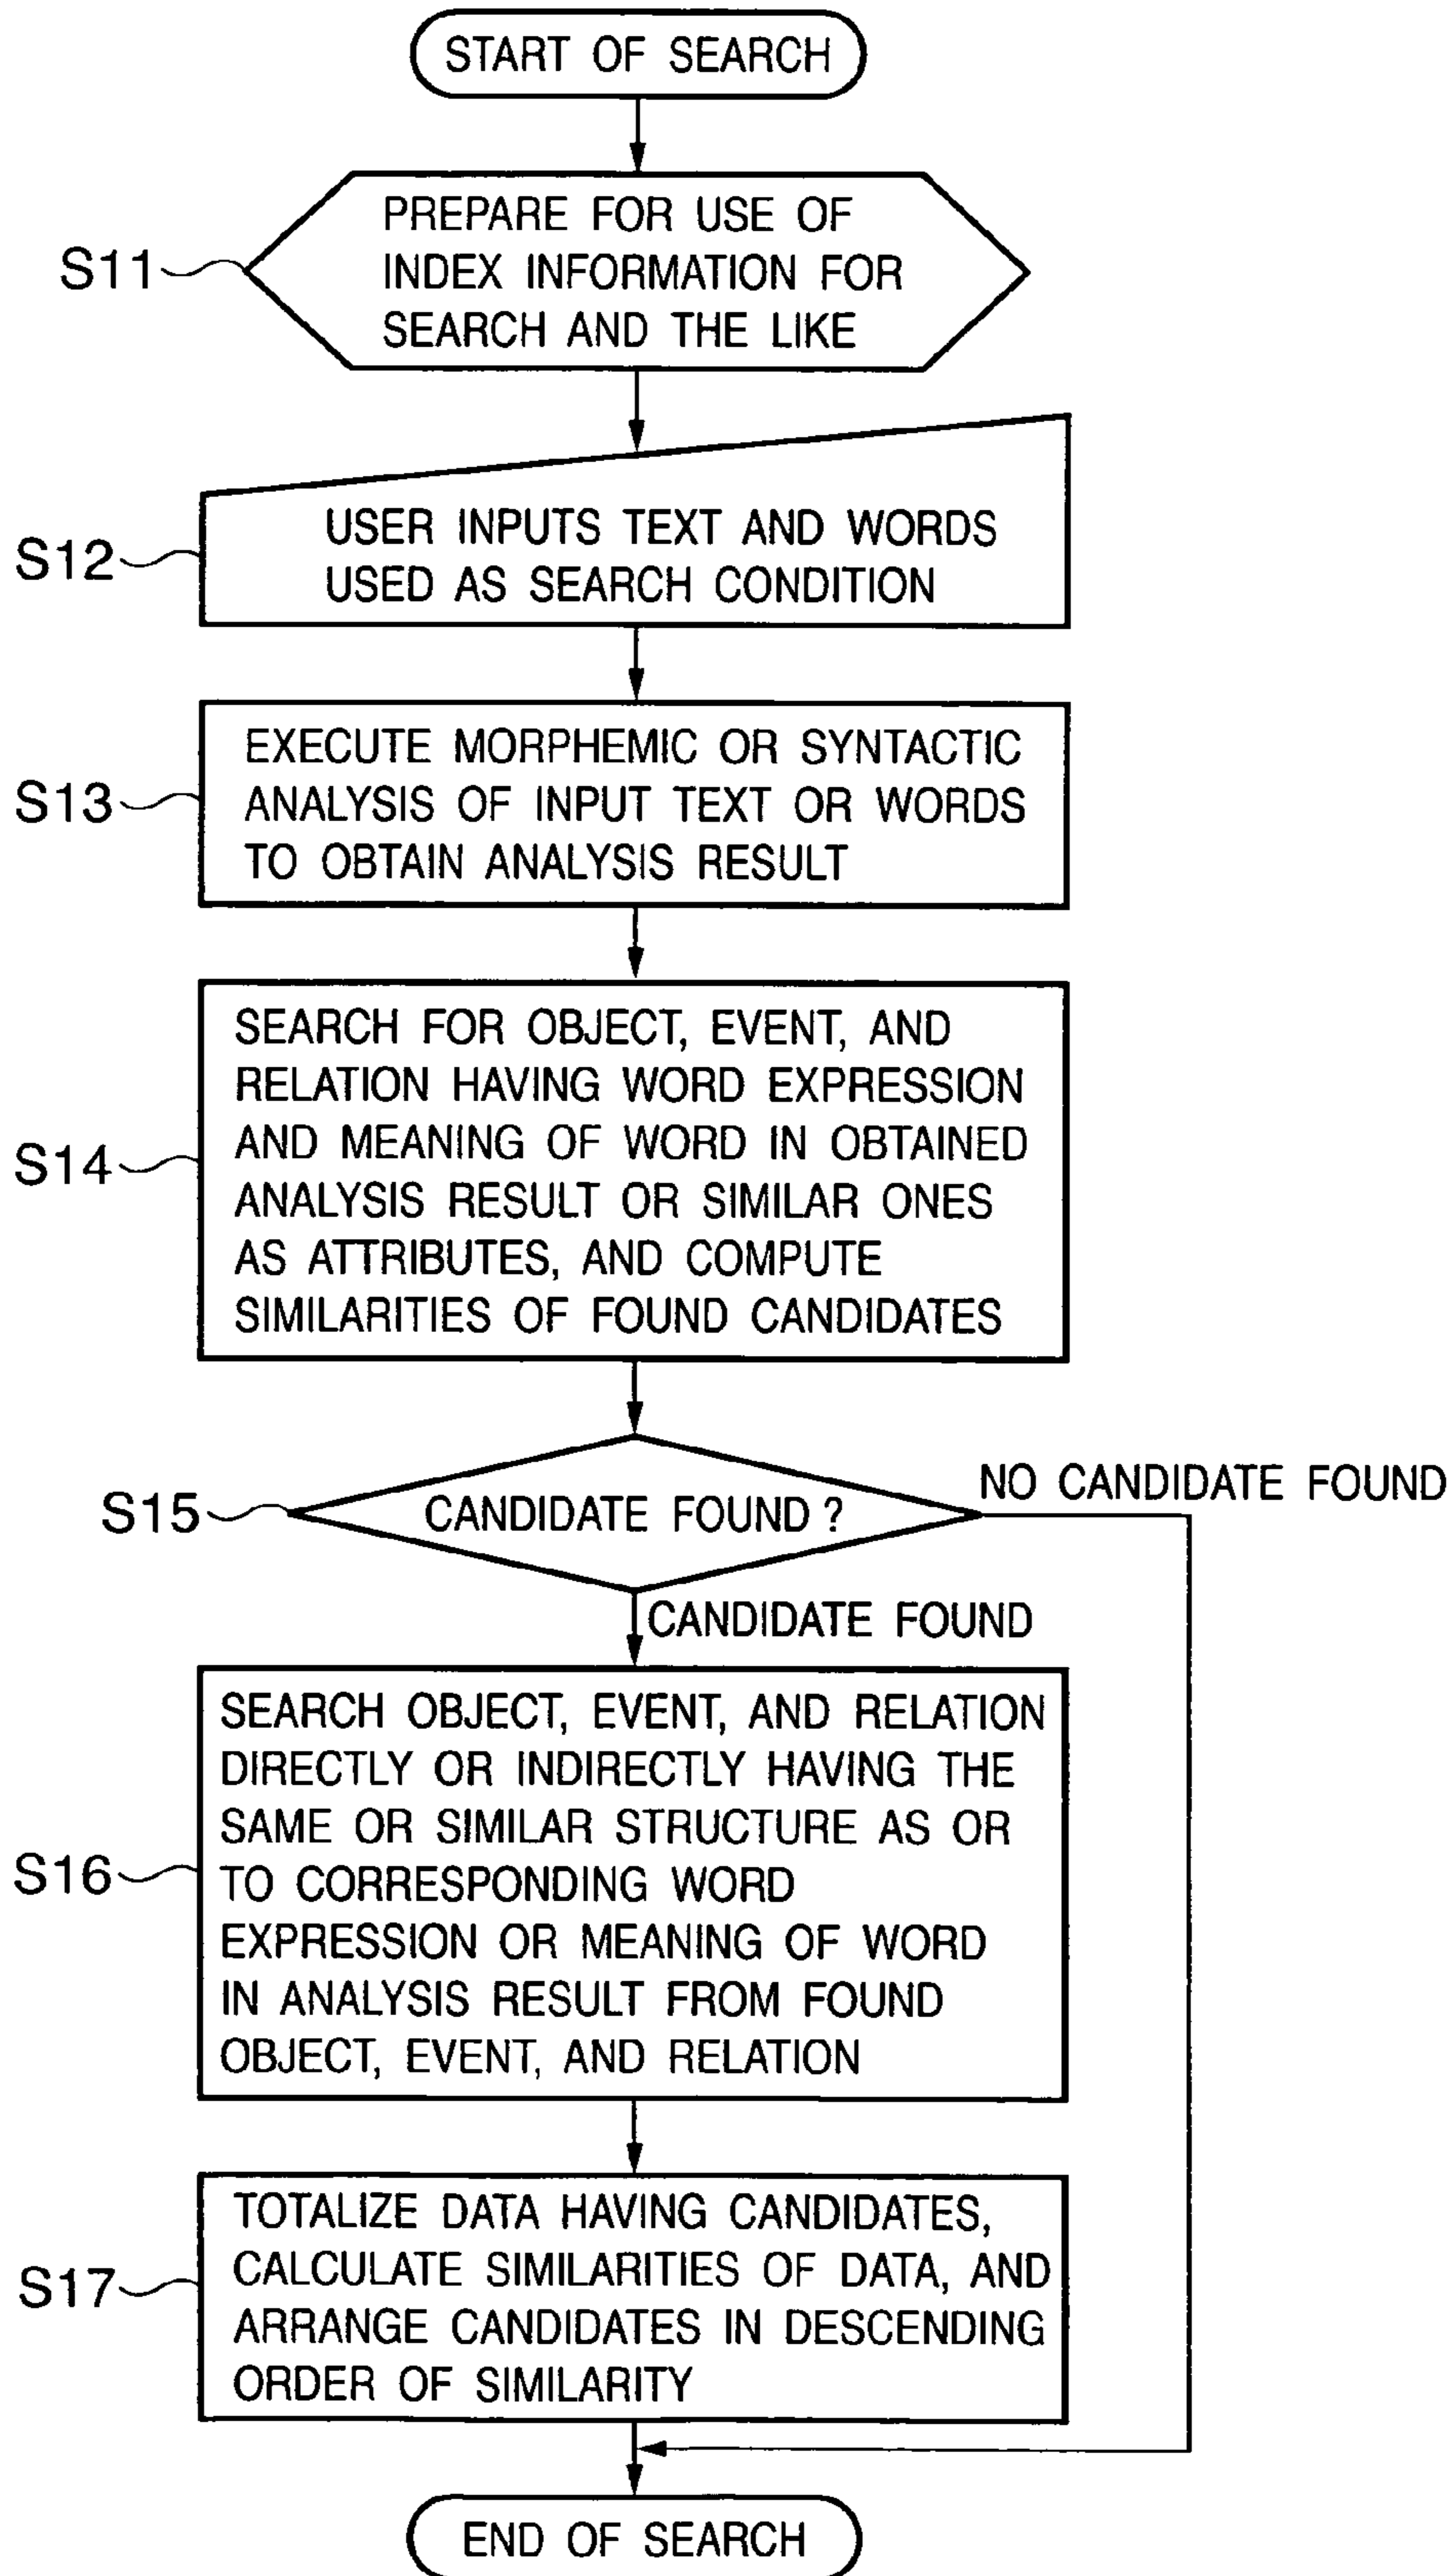 START OF SEARCH
S11
PREPARE FOR USE OF
INDEX INFORMATION FOR
SEARCH AND THE LIKE
S12
USER INPUTS TEXT AND WORDS
USED AS SEARCH CONDITION
S13
EXECUTE MORPHEMIC OR SYNTACTIC
ANALYSIS OF INPUT TEXT OR WORDS
TO OBTAIN ANALYSIS RESULT
S14
SEARCH FOR OBJECT, EVENT, AND
RELATION HAVING WORD EXPRESSION
AND MEANING OF WORD IN OBTAINED
ANALYSIS RESULT OR SIMILAR ONES
AS ATTRIBUTES, AND COMPUTE
SIMILARITIES OF FOUND CANDIDATES
S15
CANDIDATE FOUND ?
NO CANDIDATE FOUND
CANDIDATE FOUND
S16
SEARCH OBJECT, EVENT, AND RELATION
DIRECTLY OR INDIRECTLY HAVING THE
SAME OR SIMILAR STRUCTURE AS OR
TO CORRESPONDING WORD
EXPRESSION OR MEANING OF WORD
IN ANALYSIS RESULT FROM FOUND
OBJECT, EVENT, AND RELATION
S17
TOTALIZE DATA HAVING CANDIDATES,
CALCULATE SIMILARITIES OF DATA, AND
ARRANGE CANDIDATES IN DESCENDING
ORDER OF SIMILARITY
END OF SEARCH